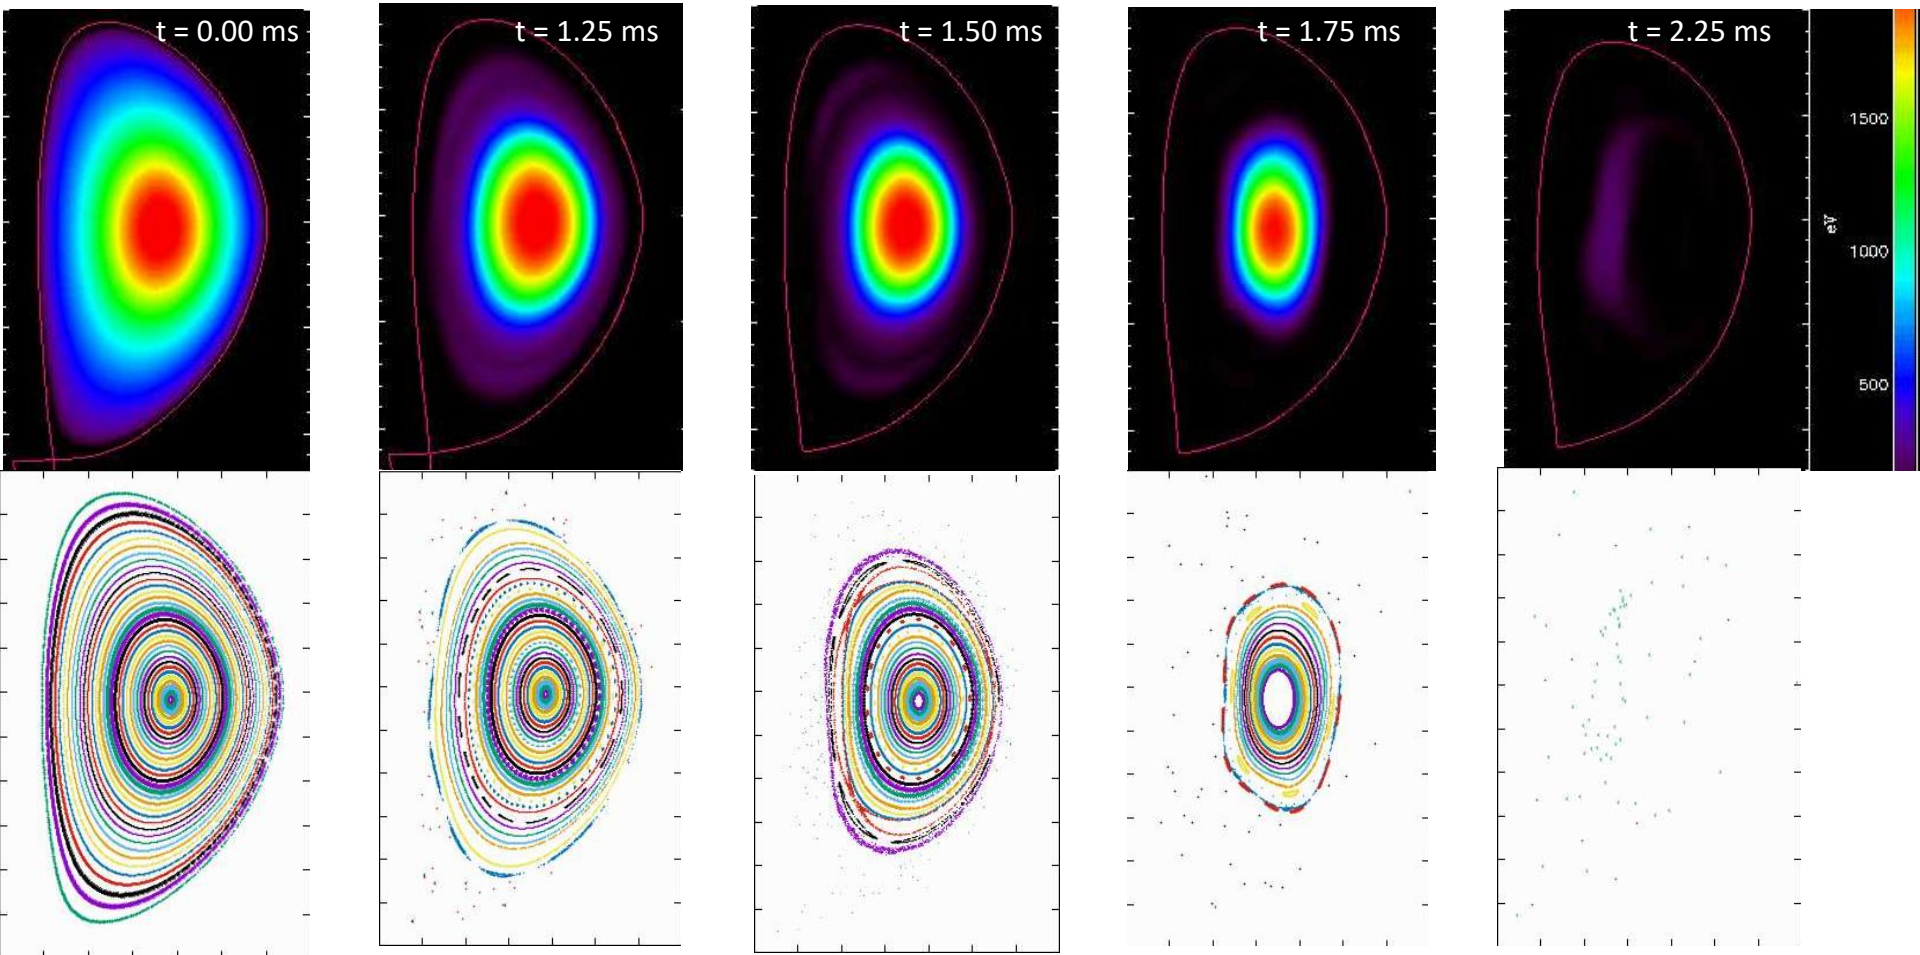 t = 0.00 ms
t = 1.25 ms
t = 1.50 ms
t = 1.75 ms
t = 2.25 ms
1500
eV
1000
500